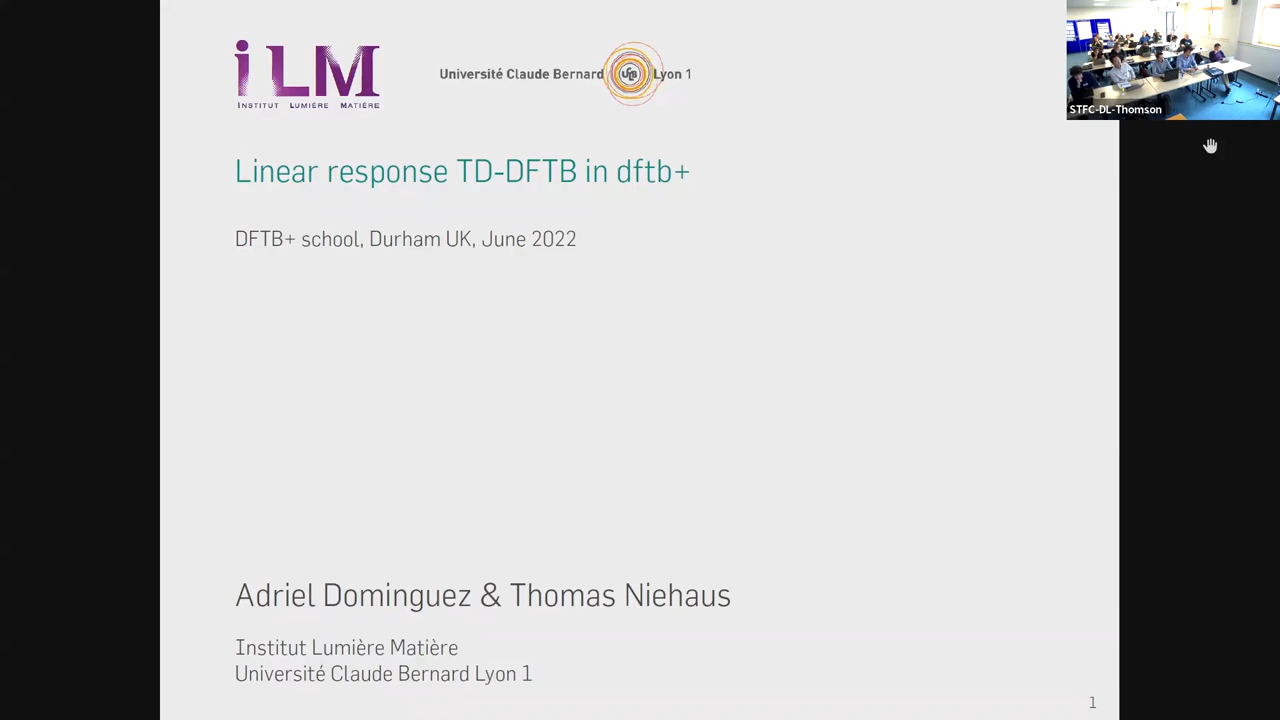 iLM
INSTITUT LUMIÈRE MATIÈRE
Université Claude Bernard Lyon 1
STFC-DL-Thomson
Linear response TD-DFTB in dftb+
DFTB+ school, Durham UK, June 2022
Adriel Dominguez & Thomas Niehaus
Institut Lumière Matière
Université Claude Bernard Lyon 1
1